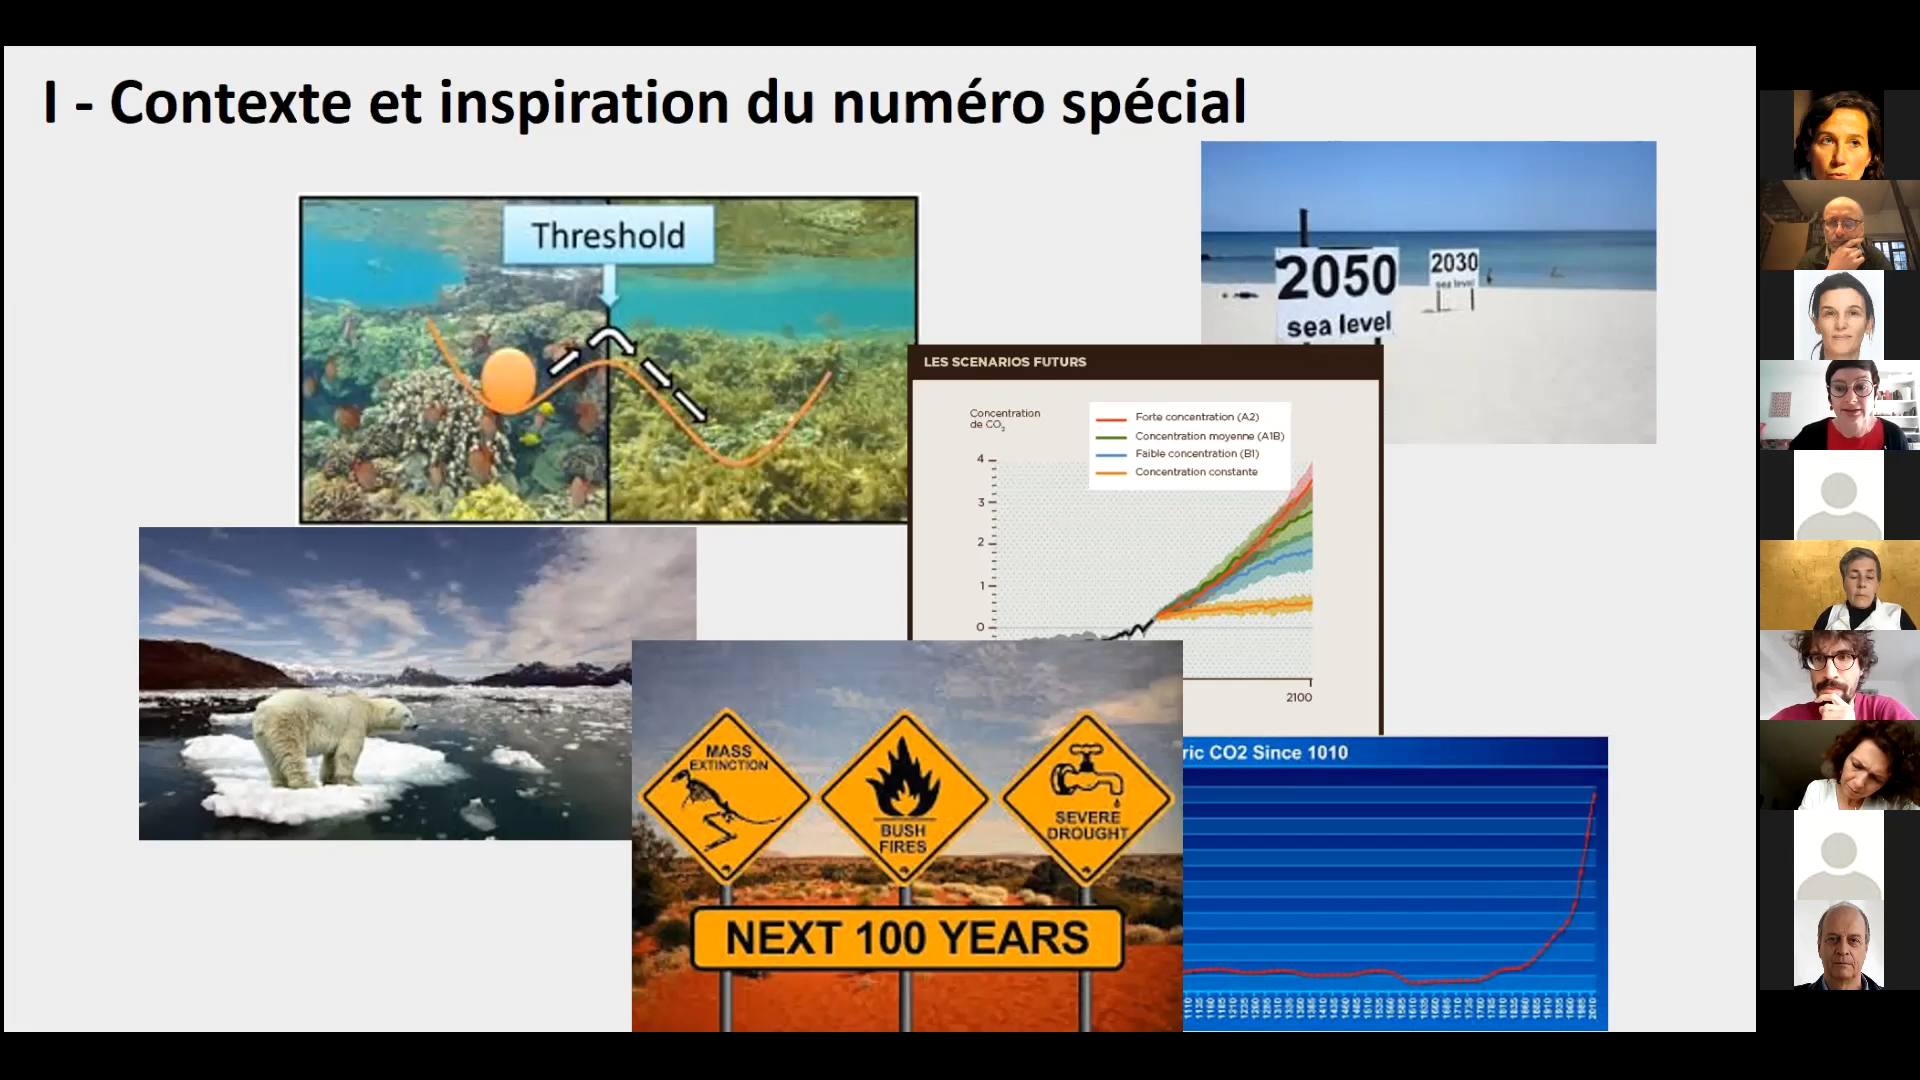 I - Contexte et inspiration du numéro spécial
Threshold
2050
sea level
2030
sea level
LES SCENARIOS FUTURS
Concentration
de CO2
Forte concentration (A2)
Concentration moyenne (A1B)
Faible concentration (B1)
Concentration constante
4
3
2
1
0
2100
MASS
EXTINCTION
BUSH
FIRES
SEVERE
DROUGHT
NEXT 100 YEARS
ric CO2 Since 1010